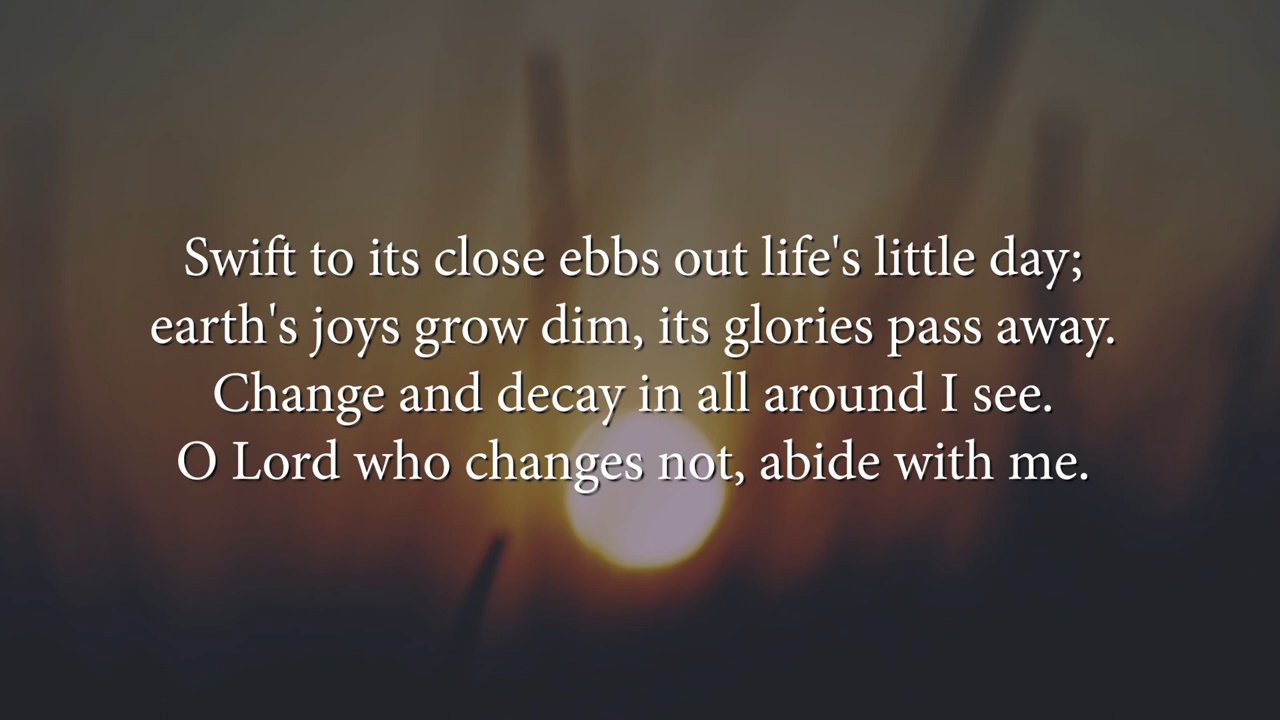 Swift to its close ebbs out life's little day;
earth's joys grow dim, its glories pass away.
Change and decay in all around I see.
O Lord who changes not, abide with me.